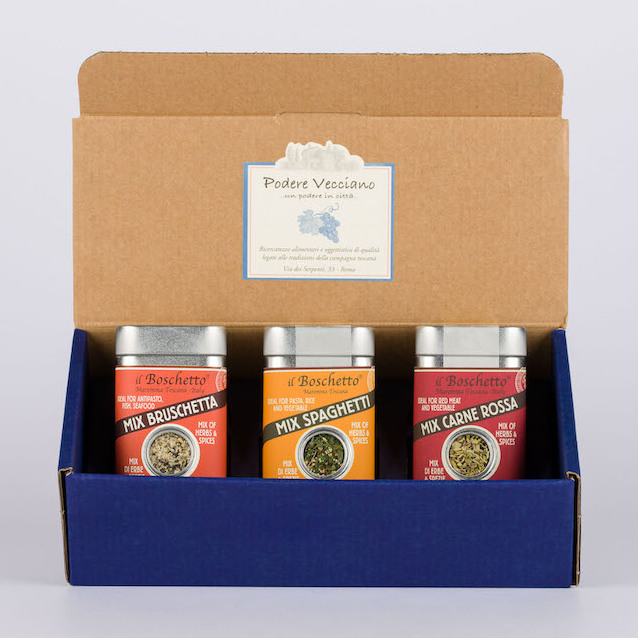 Podere Vecciano
...un podere in città.
Ricercatezze alimentari e oggettistica di qualità
legate alle tradizioni della campagna toscana
Via dei Serpenti, 33 - Roma
il Boschetto
Maremma Toscana - Italy
IDEAL FOR ANTIPASTO,
FISH, SEAFOOD
MIX BRUSCHETTA
MIX OF
HERBS &
SPICES
MIX
DI ERBE
& SPEZIE
il Boschetto
Maremma Toscana
IDEAL FOR PASTA, RICE
AND VEGETABLE
MIX SPAGHETTI
MIX OF
HERBS &
SPICES
MIX
DI ERBE
& SPEZIE
il Boschetto
Maremma Toscana - Italia
IDEAL FOR RED MEAT
AND VEGETABLE
MIX CARNE ROSSA
MIX OF
HERBS &
SPICES
MIX
DI ERBE
& SPEZIE